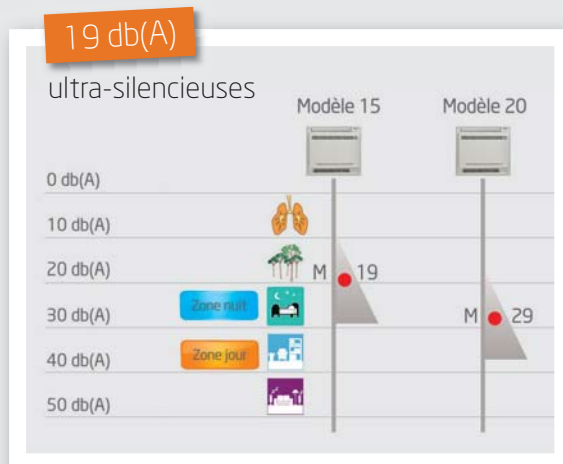 19 db(A)
ultra-silencieuses
Modèle 15
Modèle 20
0 db(A)
10 db(A)
20 db(A)
M 19
30 db(A)
Zone nuit
M 29
40 db(A)
Zone jour
50 db(A)